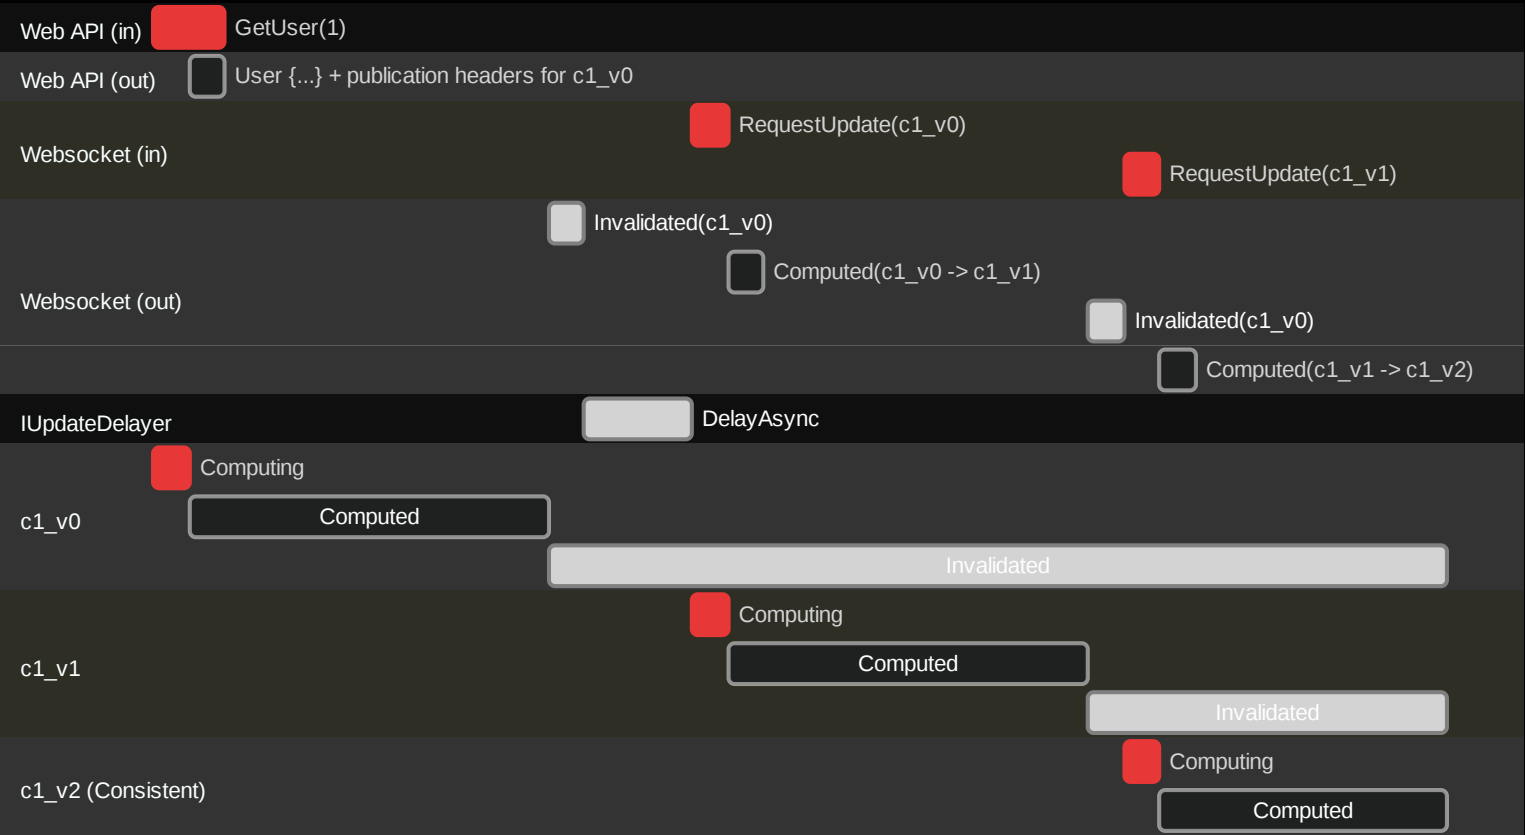 Web API (in) GetUser(1)
Web API (out) User {...} + publication headers for c1_v0
RequestUpdate(c1_v0)
Websocket (in)
RequestUpdate(c1_v1)
Invalidated(c1_v0)
Computed(c1_v0 -> c1_v1)
Websocket (out)
Invalidated(c1_v0)
Computed(c1_v1 -> c1_v2)
IUpdateDelayer DelayAsync
Computing
c1_v0 Computed
Invalidated
Computing
c1_v1 Computed
Invalidated
Computing
c1_v2 (Consistent)
Computed